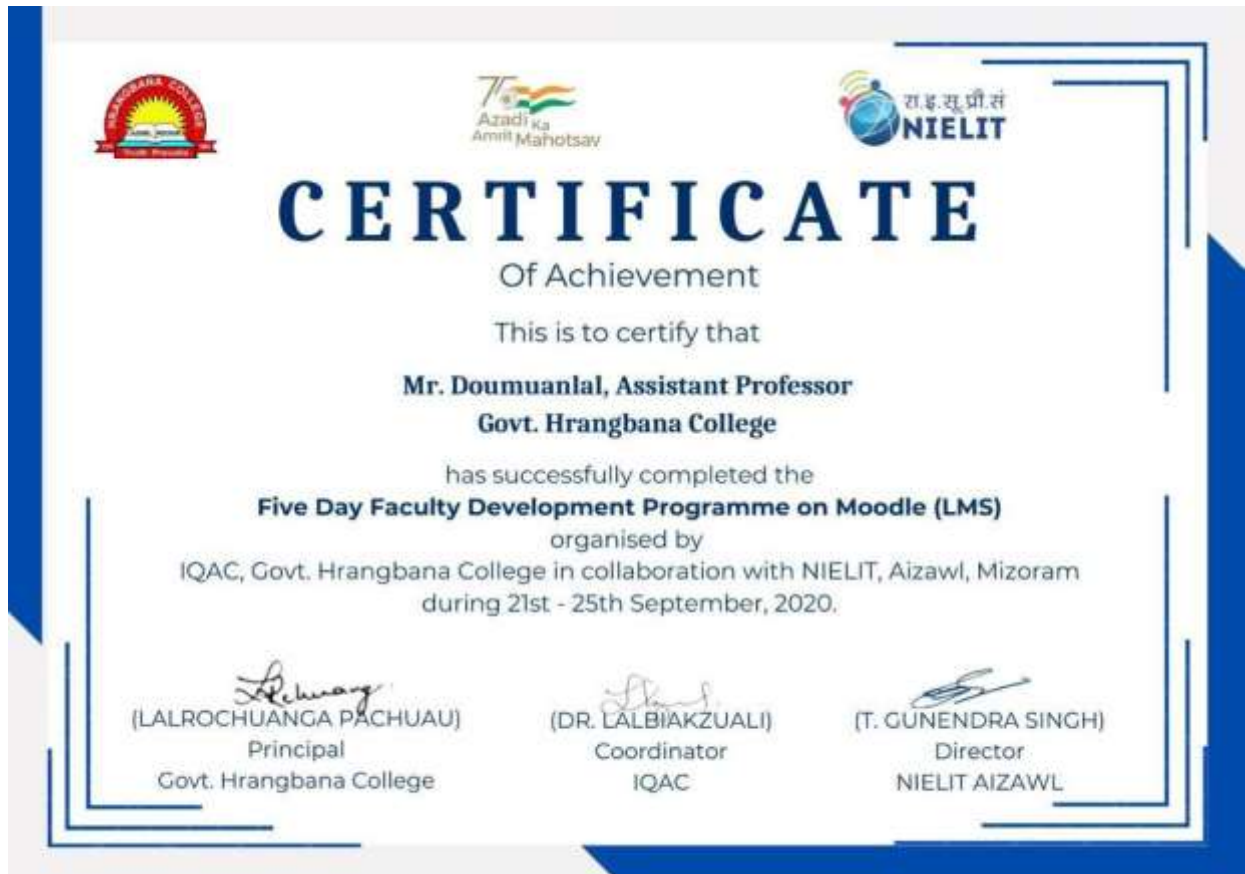 HRANGBANA COLLEGE
75
Azadi Ka
Amrit Mahotsav
रा.इ.सू.प्रौ.सं
NIELIT
CERTIFICATE
Of Achievement
This is to certify that
Mr. Doumuanlal, Assistant Professor
Govt. Hrangbana College
has successfully completed the
Five Day Faculty Development Programme on Moodle (LMS)
organised by
IQAC, Govt. Hrangbana College in collaboration with NIELIT, Aizawl, Mizoram
during 21st - 25th September, 2020.
(LALROCHUANGA PACHUAU)
Principal
Govt. Hrangbana College
(DR. LALBIAKZUALI)
Coordinator
IQAC
(T. GUNENDRA SINGH)
Director
NIELIT AIZAWL